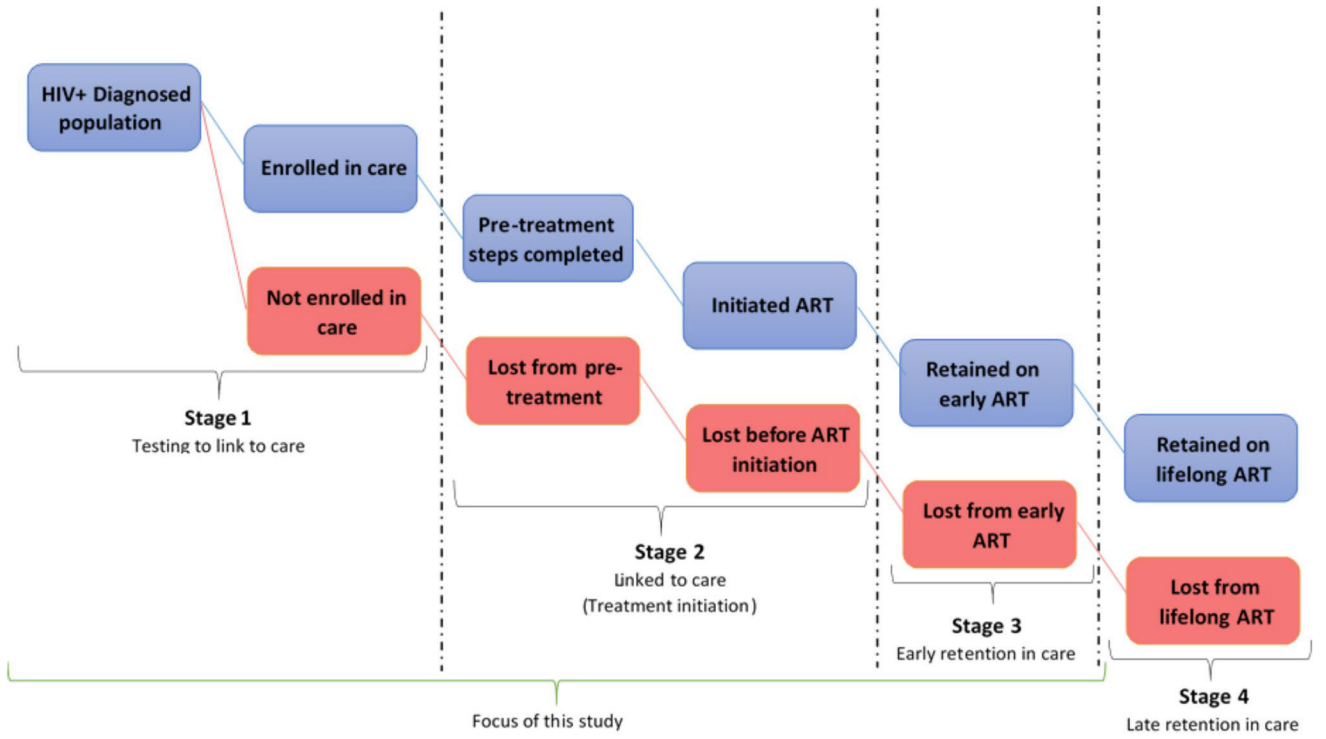 HIV+ Diagnosed
population
Enrolled in care
Not enrolled in
care
Stage 1
Testing to link to care
Pre-treatment
steps completed
Initiated ART
Lost from pre-
treatment
Lost before ART
initiation
Stage 2
Linked to care
(Treatment initiation)
Retained on
early ART
Lost from early
ART
Stage 3
Early retention in care
Retained on
lifelong ART
Lost from
lifelong ART
Stage 4
Late retention in care
Focus of this study